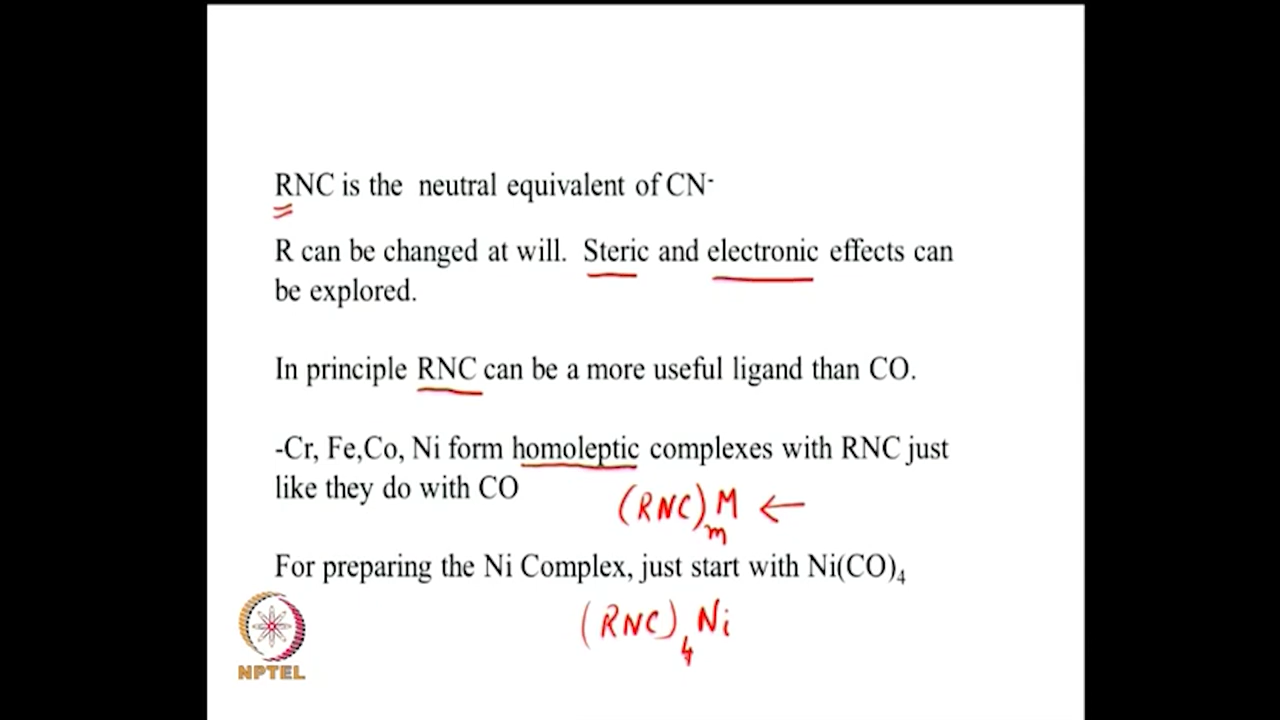 RNC is the neutral equivalent of CN⁻
R can be changed at will. Steric and electronic effects can
be explored.
In principle RNC can be a more useful ligand than CO.
-Cr, Fe,Co, Ni form homoleptic complexes with RNC just
like they do with CO
(RNC)ₘ M ←
For preparing the Ni Complex, just start with Ni(CO)₄
(RNC)₄ Ni
NPTEL